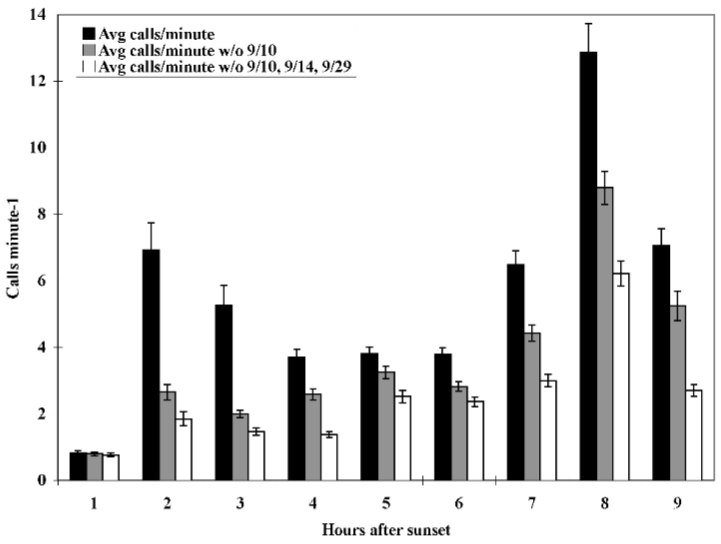 14
Avg calls/minute
Avg calls/minute w/o 9/10
Avg calls/minute w/o 9/10, 9/14, 9/29
12
10
8
6
4
2
0
Calls minute-1
1 2 3 4 5 6 7 8 9
Hours after sunset